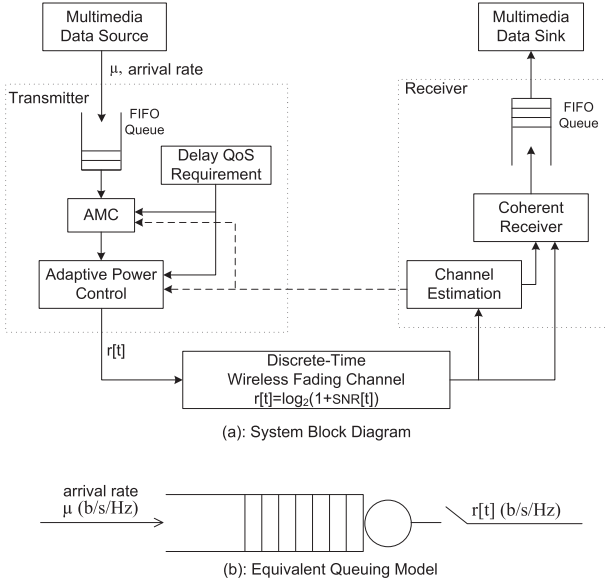 Multimedia
Data Source
Multimedia
Data Sink
μ, arrival rate
Transmitter
FIFO
Queue
Receiver
FIFO
Queue
Delay QoS
Requirement
AMC
Coherent
Receiver
Adaptive Power
Control
Channel
Estimation
r[t]
Discrete-Time
Wireless Fading Channel
r[t]=log₂(1+SNR[t])
(a): System Block Diagram
arrival rate
μ (b/s/Hz)
r[t] (b/s/Hz)
(b): Equivalent Queuing Model